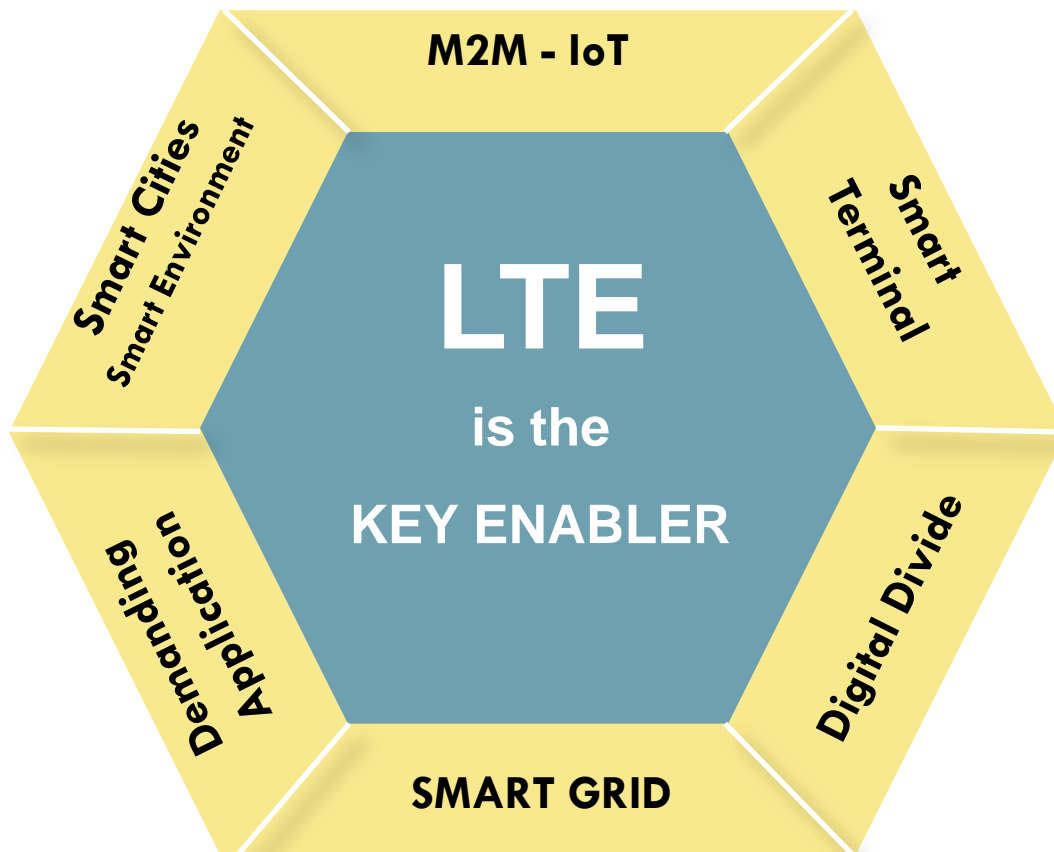 M2M - IoT
Smart Cities
Smart Environment
Smart
Terminal
LTE
is the
KEY ENABLER
Demanding
Application
Digital Divide
SMART GRID